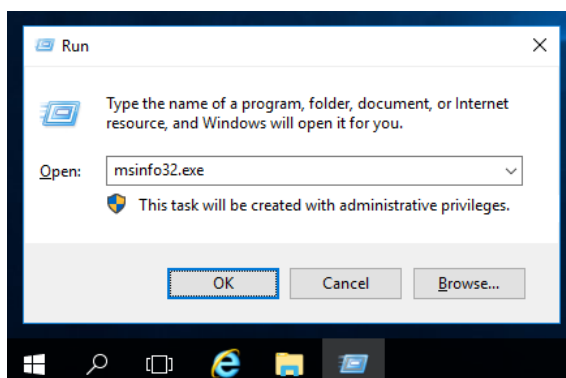 Run
Type the name of a program, folder, document, or Internet
resource, and Windows will open it for you.
Open: msinfo32.exe
This task will be created with administrative privileges.
OK Cancel Browse...